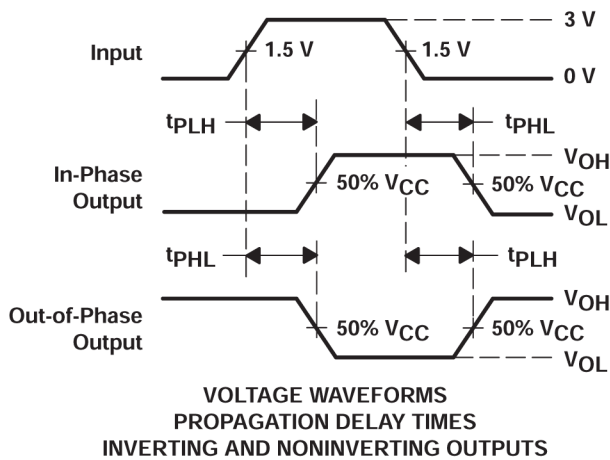 3 V
Input
1.5 V
1.5 V
0 V
tPLH
tPHL
In-Phase
Output
VOH
50% VCC
50% VCC
VOL
tPHL
tPLH
Out-of-Phase
Output
VOH
50% VCC
50% VCC
VOL
VOLTAGE WAVEFORMS
PROPAGATION DELAY TIMES
INVERTING AND NONINVERTING OUTPUTS